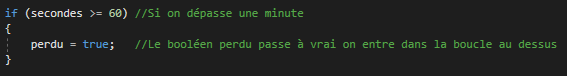 if (secondes >= 60) //Si on dépasse une minute
{
perdu = true; //Le booléen perdu passe à vrai on entre dans la boucle au dessus
}